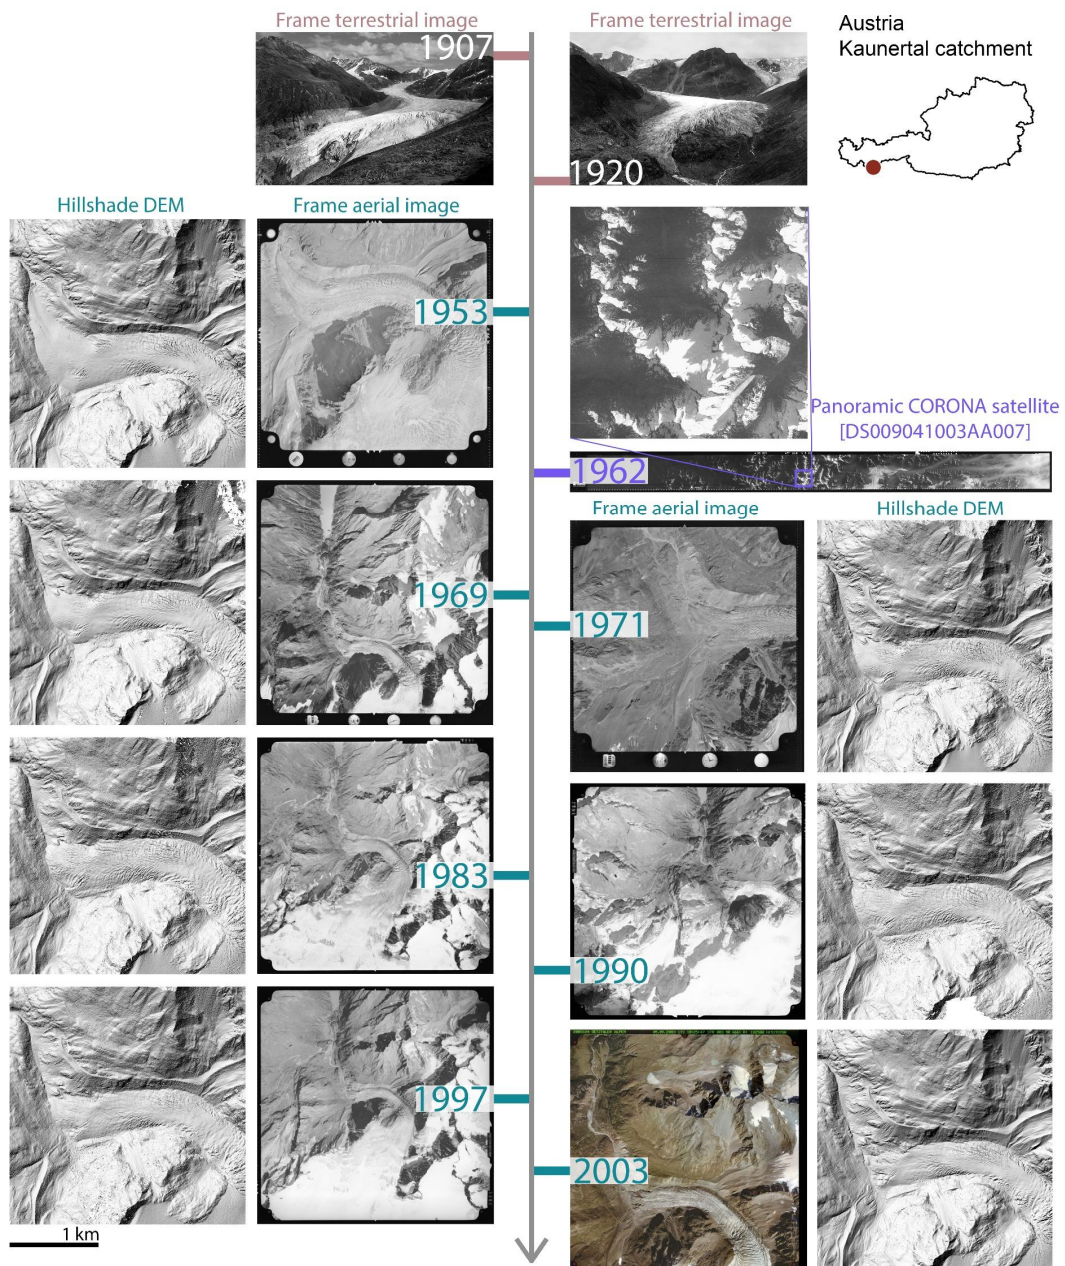 Frame terrestrial image
1907
Frame terrestrial image
1920
Austria
Kaunertal catchment
Hillshade DEM
Frame aerial image
1953
Panoramic CORONA satellite
[DS009041003AA007]
1962
Frame aerial image
Hillshade DEM
1969
1971
1983
1990
1997
2003
1 km